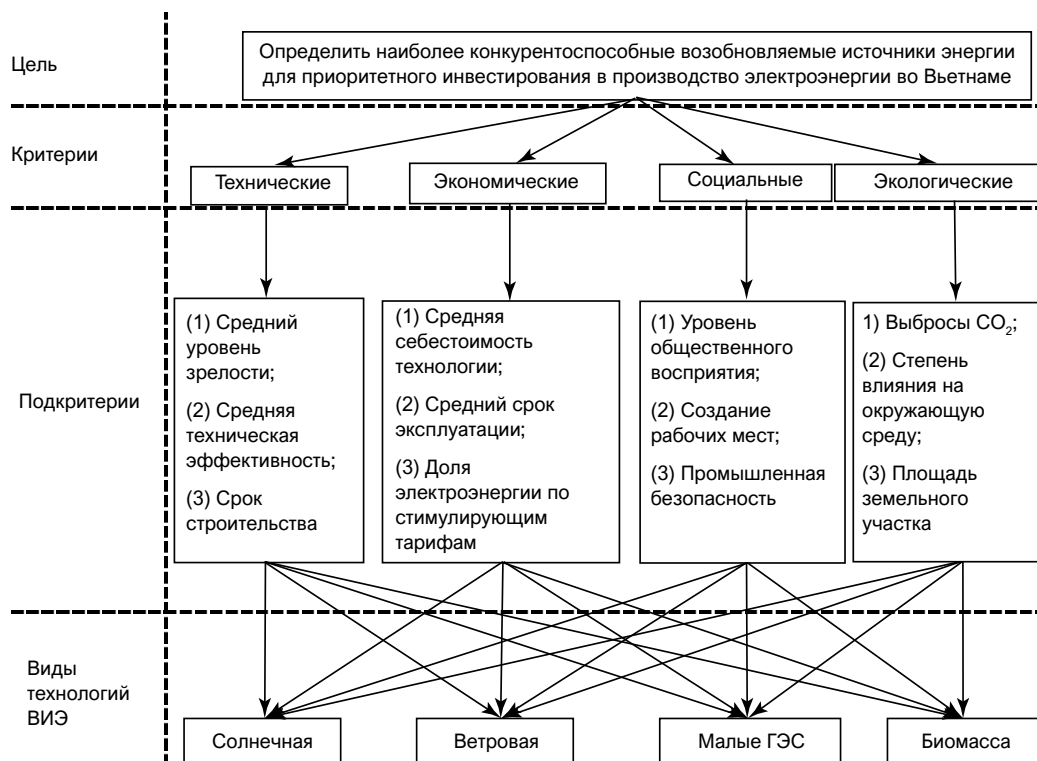 Цель
Определить наиболее конкурентоспособные возобновляемые источники энергии
для приоритетного инвестирования в производство электроэнергии во Вьетнаме
Критерии
Технические
Экономические
Социальные
Экологические
Подкритерии
(1) Средний
уровень
зрелости;
(2) Средняя
техническая
эффективность;
(3) Срок
строительства
(1) Средняя
себестоимость
технологии;
(2) Средний срок
эксплуатации;
(3) Доля
электроэнергии по
стимулирующим
тарифам
(1) Уровень
общественного
восприятия;
(2) Создание
рабочих мест;
(3) Промышленная
безопасность
1) Выбросы CO₂;
(2) Степень
влияния на
окружающую
среду;
(3) Площадь
земельного
участка
Виды
технологий
ВИЭ
Солнечная
Ветровая
Малые ГЭС
Биомасса